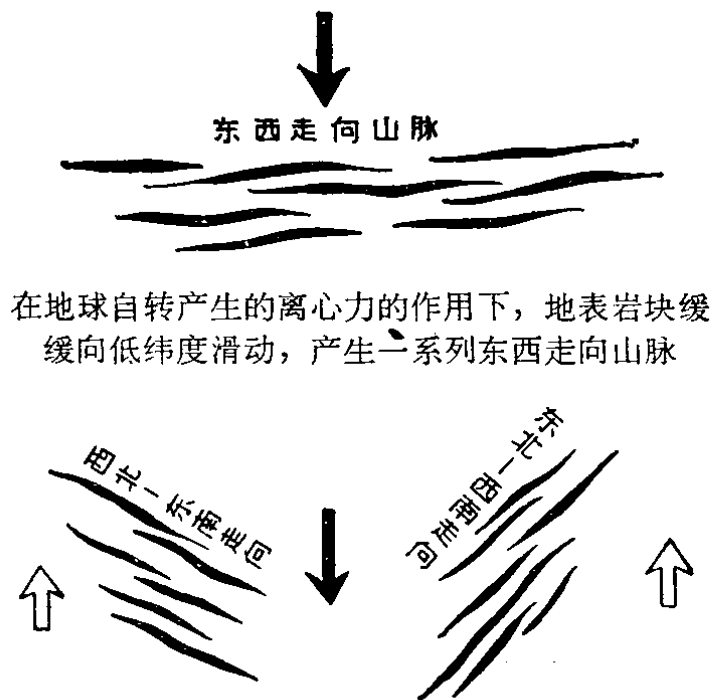 东西走向山脉
在地球自转产生的离心力的作用下，地表岩块缓
缓向低纬度滑动，产生一系列东西走向山脉
西北—东南走向
东北—西南走向